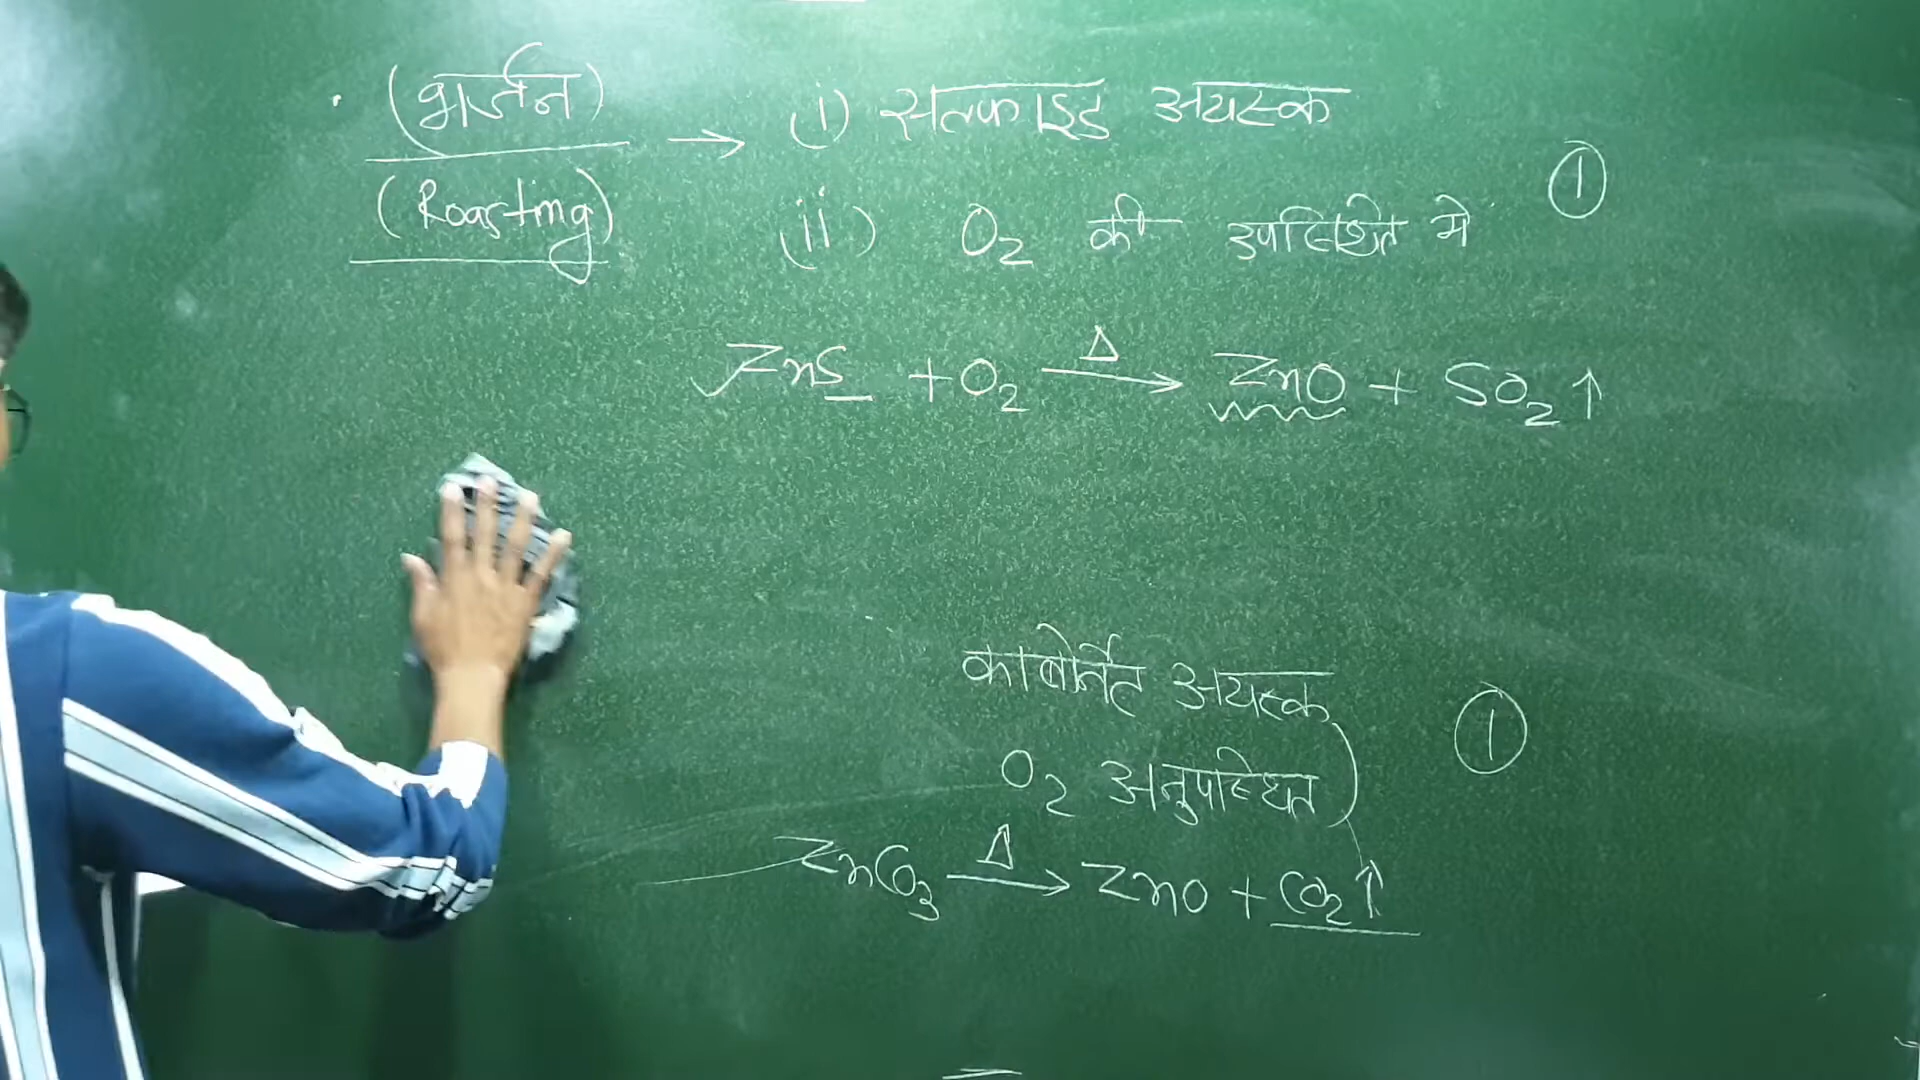 (भर्जन) → (i) सल्फाइड अयस्क
(Roasting) (ii) O₂ की उपस्थिति में ①
ZnS + O₂ —Δ→ ZnO + SO₂↑
कार्बोनेट अयस्क ①
O₂ अनुपस्थित
ZnCO₃ —Δ→ ZnO + CO₂↑